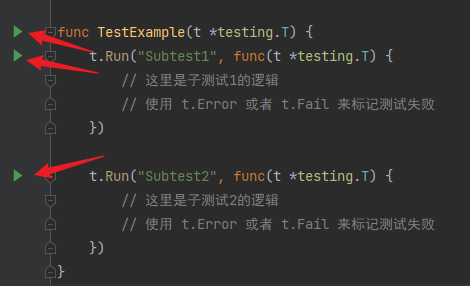 func TestExample(t *testing.T) {
    t.Run("Subtest1", func(t *testing.T) {
        // 这里是子测试1的逻辑
        // 使用 t.Error 或者 t.Fail 来标记测试失败
    })
    t.Run("Subtest2", func(t *testing.T) {
        // 这里是子测试2的逻辑
        // 使用 t.Error 或者 t.Fail 来标记测试失败
    })
}